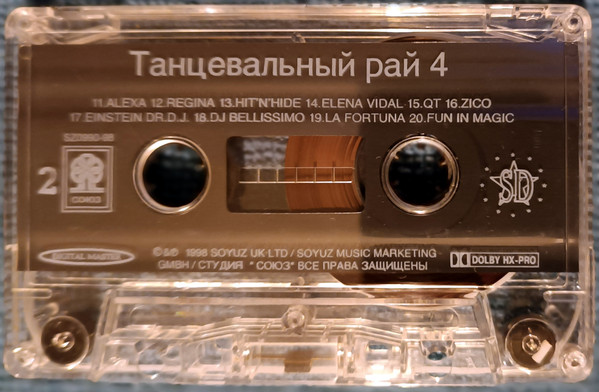 Танцевальный рай 4
11.ALEXA 12.REGINA 13.HIT'N'HIDE 14.ELENA VIDAL 15.QT 16.ZICO
17.EINSTEIN DR.D.J. 18.DJ BELLISSIMO 19.LA FORTUNA 20.FUN IN MAGIC
2
СОЮЗ
SD
DIGITAL MASTER
©&℗ 1998 SOYUZ UK LTD / SOYUZ MUSIC MARKETING
GMBH / СТУДИЯ "СОЮЗ" ВСЕ ПРАВА ЗАЩИЩЕНЫ
DOLBY HX-PRO